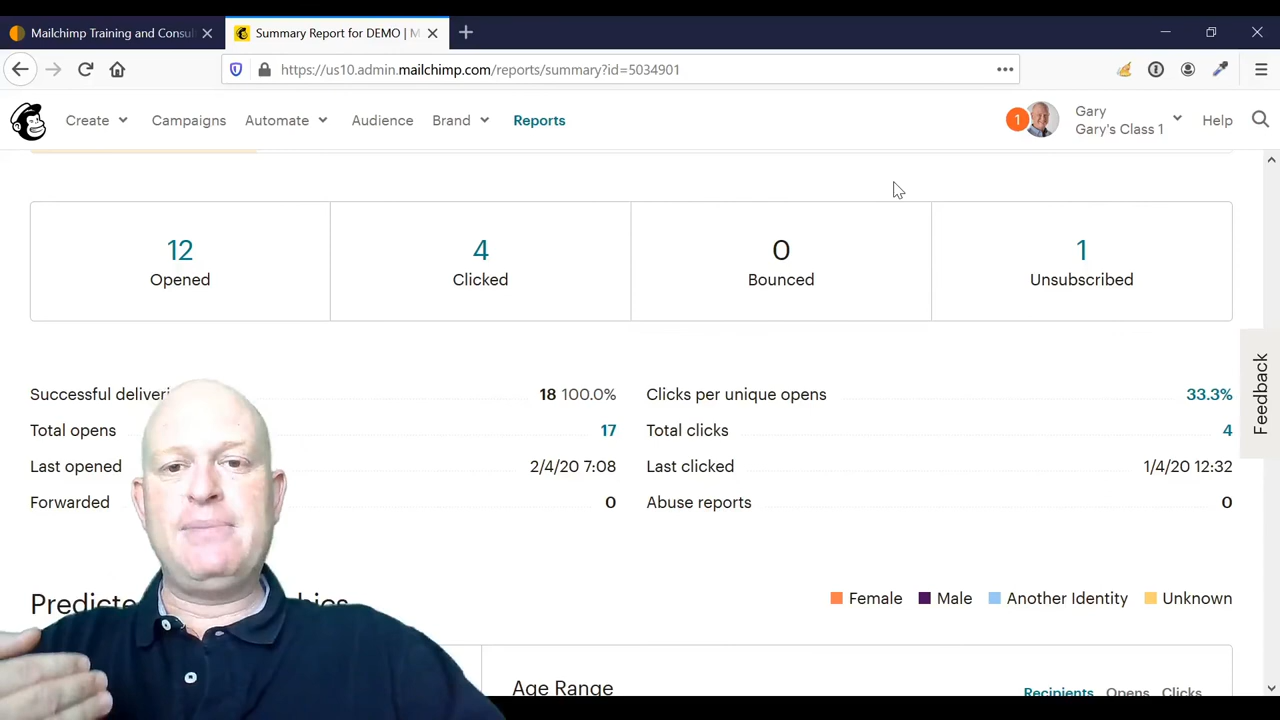 Mailchimp Training and Consul
Summary Report for DEMO | M
https://us10.admin.mailchimp.com/reports/summary?id=5034901
Create Campaigns Automate Audience Brand Reports
1
Gary
Gary's Class 1
Help
12
Opened
4
Clicked
0
Bounced
1
Unsubscribed
Feedback
Successful deliveri 18 100.0%
Clicks per unique opens 33.3%
Total opens 17
Total clicks 4
Last opened 2/4/20 7:08
Last clicked 1/4/20 12:32
Forwarded 0
Abuse reports 0
Predicte hics
Female Male Another Identity Unknown
Age Range
Recipients Opens Clicks